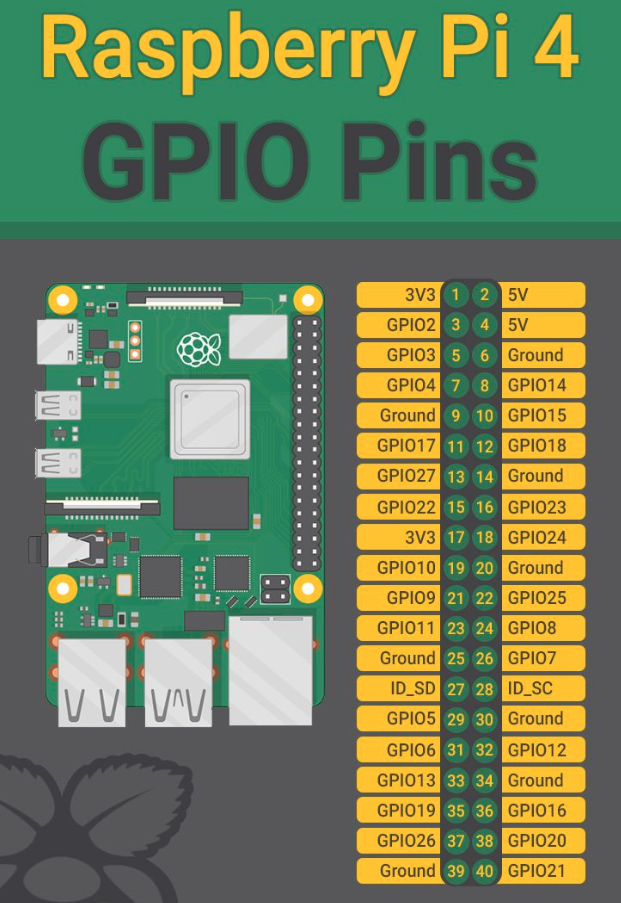 Raspberry Pi 4
GPIO Pins
3V3 1 2 5V
GPIO2 3 4 5V
GPIO3 5 6 Ground
GPIO4 7 8 GPIO14
Ground 9 10 GPIO15
GPIO17 11 12 GPIO18
GPIO27 13 14 Ground
GPIO22 15 16 GPIO23
3V3 17 18 GPIO24
GPIO10 19 20 Ground
GPIO9 21 22 GPIO25
GPIO11 23 24 GPIO8
Ground 25 26 GPIO7
ID_SD 27 28 ID_SC
GPIO5 29 30 Ground
GPIO6 31 32 GPIO12
GPIO13 33 34 Ground
GPIO19 35 36 GPIO16
GPIO26 37 38 GPIO20
Ground 39 40 GPIO21